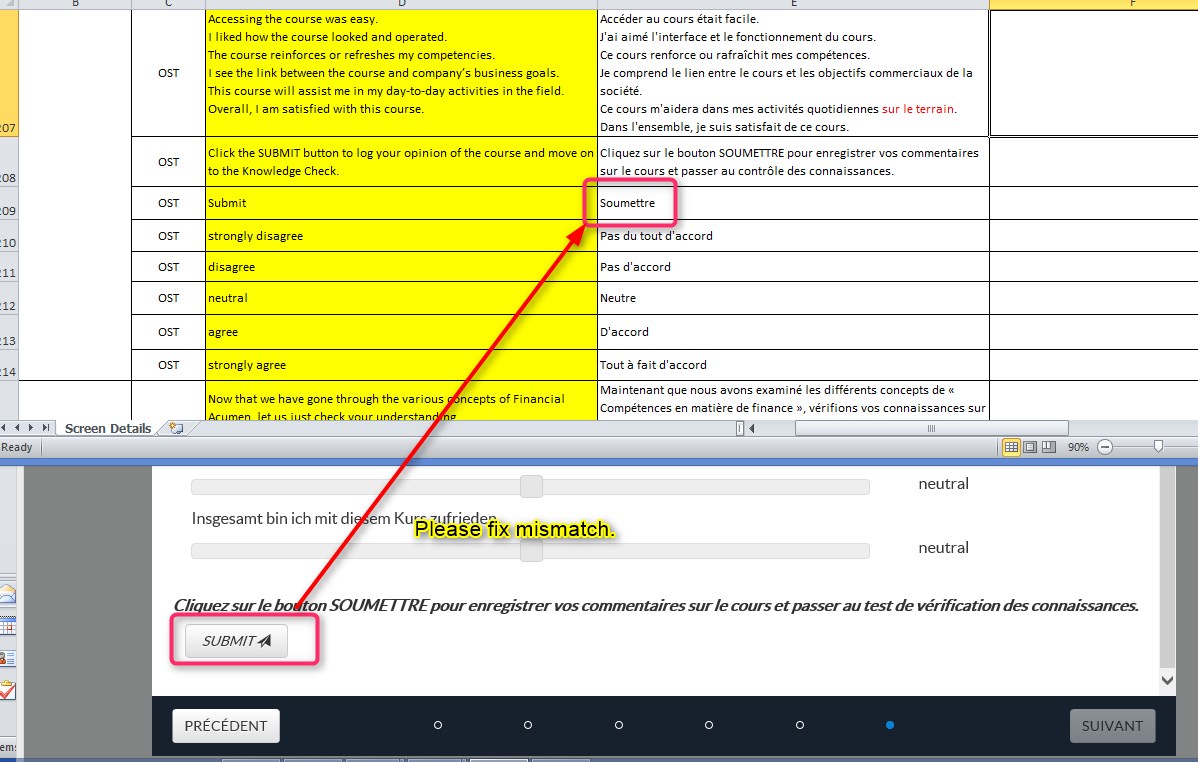 B C D E F
Accessing the course was easy.
I liked how the course looked and operated.
The course reinforces or refreshes my competencies.
I see the link between the course and company's business goals.
This course will assist me in my day-to-day activities in the field.
Overall, I am satisfied with this course.
Accéder au cours était facile.
J'ai aimé l'interface et le fonctionnement du cours.
Ce cours renforce ou rafraîchit mes compétences.
Je comprend le lien entre le cours et les objectifs commerciaux de la
société.
Ce cours m'aidera dans mes activités quotidiennes sur le terrain.
Dans l'ensemble, je suis satisfait de ce cours.
OST
207
OST
Click the SUBMIT button to log your opinion of the course and move on
to the Knowledge Check.
Cliquez sur le bouton SOUMETTRE pour enregistrer vos commentaires
sur le cours et passer au contrôle des connaissances.
208
OST Submit Soumettre
209
OST strongly disagree Pas du tout d'accord
210
OST disagree Pas d'accord
211
OST neutral Neutre
212
OST agree D'accord
213
OST strongly agree Tout à fait d'accord
214
Now that we have gone through the various concepts of Financial
Acumen, let us just check your understanding
Maintenant que nous avons examiné les différents concepts de «
Compétences en matière de finance », vérifions vos connaissances sur
Screen Details
Ready
90%
neutral
Insgesamt bin ich mit diesem Kurs zufrieden
Please fix mismatch.
neutral
Cliquez sur le bouton SOUMETTRE pour enregistrer vos commentaires sur le cours et passer au test de vérification des connaissances.
SUBMIT
PRÉCÉDENT
SUIVANT